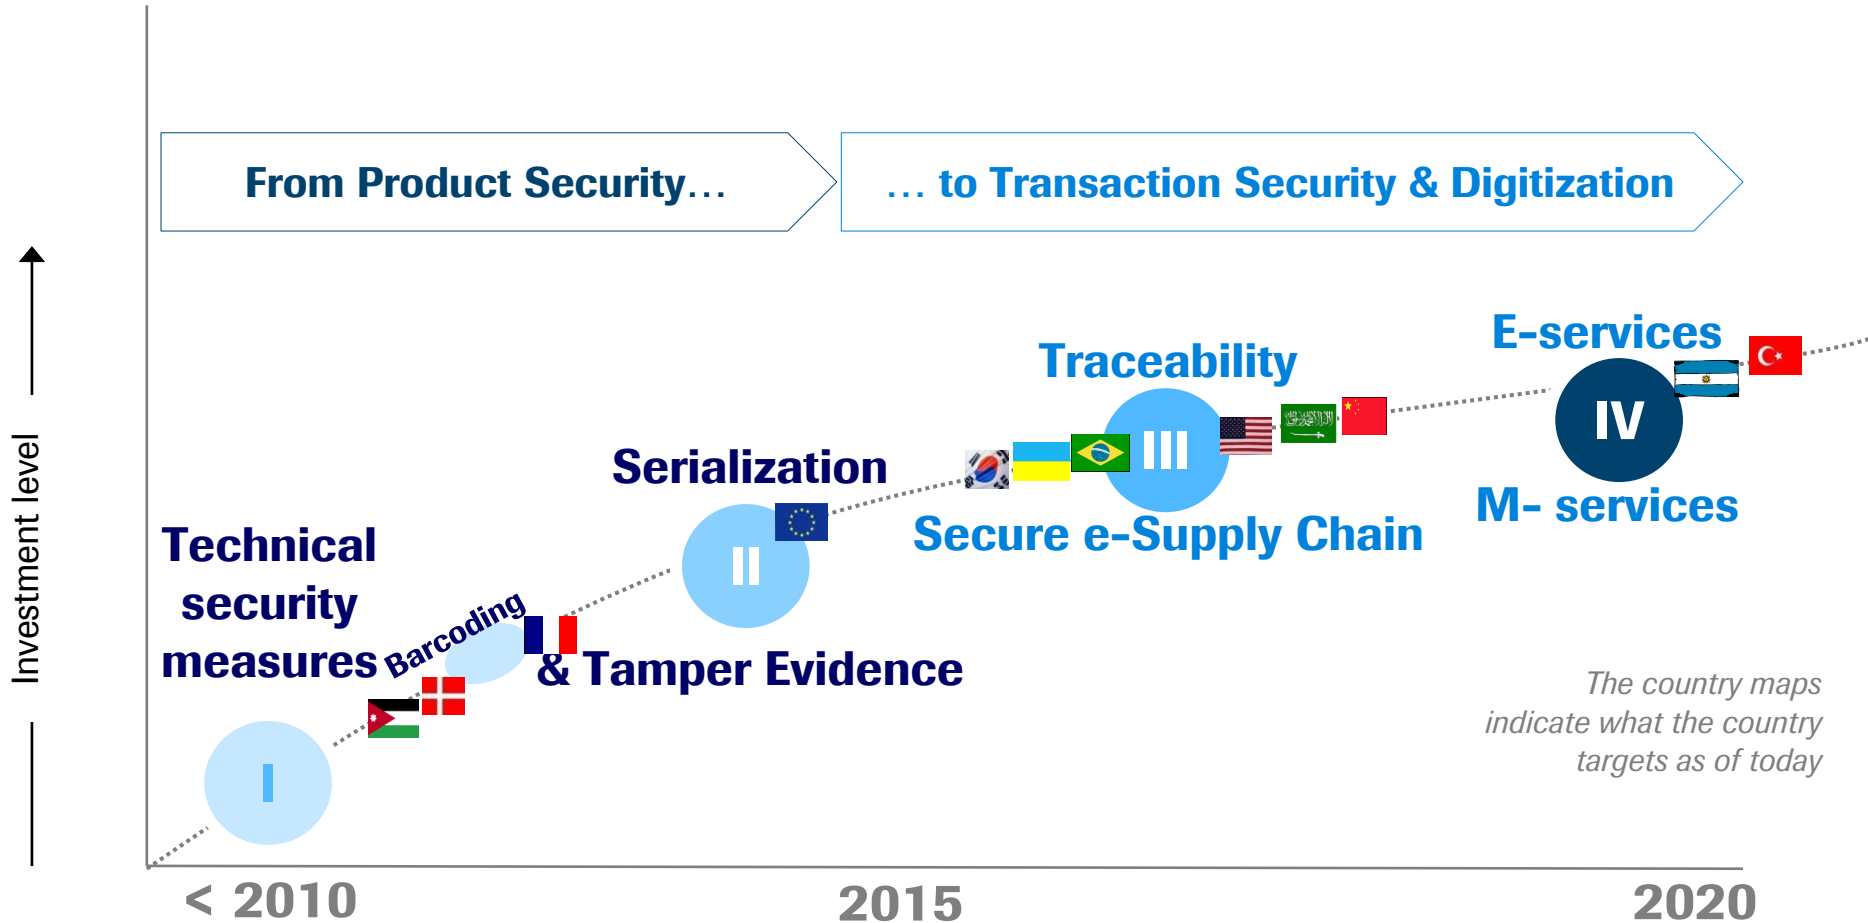 From Product Security…
… to Transaction Security & Digitization
Investment level
E-services
IV
M- services
Traceability
III
Secure e-Supply Chain
Serialization
II
& Tamper Evidence
Technical
security
measures
Barcoding
I
The country maps
indicate what the country
targets as of today
< 2010
2015
2020